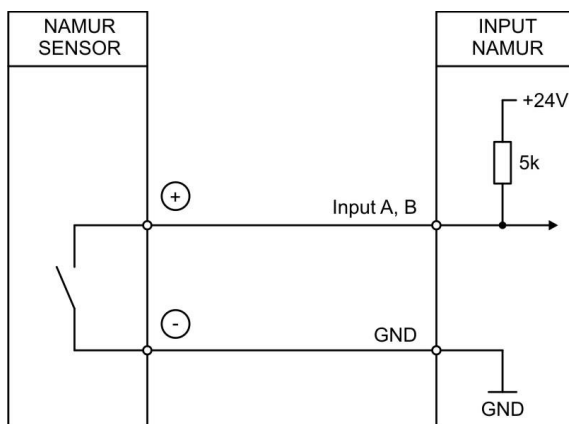 NAMUR
SENSOR
INPUT
NAMUR
+24V
5k
+
Input A, B
-
GND
GND